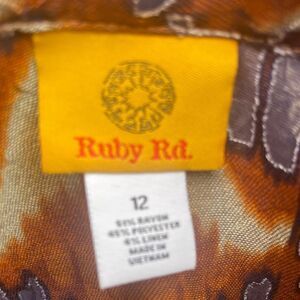 Ruby Rd.
12
51% RAYON
45% POLYESTER
4% LINEN
MADE IN
VIETNAM